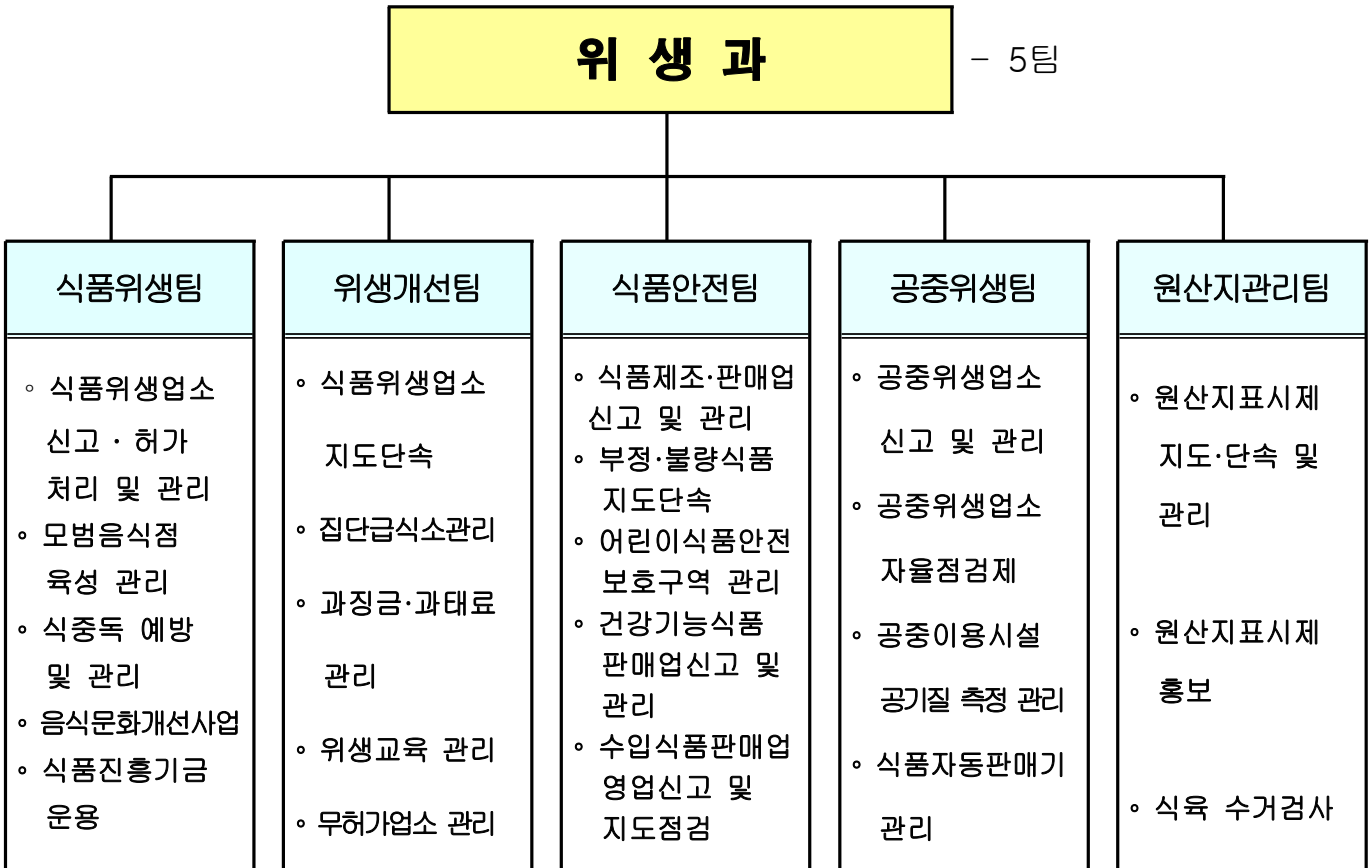 위 생 과
- 5팀
식품위생팀
◦ 식품위생업소
신고 · 허가
처리 및 관리
◦ 모범음식점
육성 관리
◦ 식중독 예방
및 관리
◦ 음식문화개선사업
◦ 식품진흥기금
운용
위생개선팀
◦ 식품위생업소
지도단속
◦ 집단급식소관리
◦ 과징금·과태료
관리
◦ 위생교육 관리
◦ 무허가업소 관리
식품안전팀
◦ 식품제조·판매업
신고 및 관리
◦ 부정·불량식품
지도단속
◦ 어린이식품안전
보호구역 관리
◦ 건강기능식품
판매업신고 및
관리
◦ 수입식품판매업
영업신고 및
지도점검
공중위생팀
◦ 공중위생업소
신고 및 관리
◦ 공중위생업소
자율점검제
◦ 공중이용시설
공기질 측정 관리
◦ 식품자동판매기
관리
원산지관리팀
◦ 원산지표시제
지도·단속 및
관리
◦ 원산지표시제
홍보
◦ 식육 수거검사